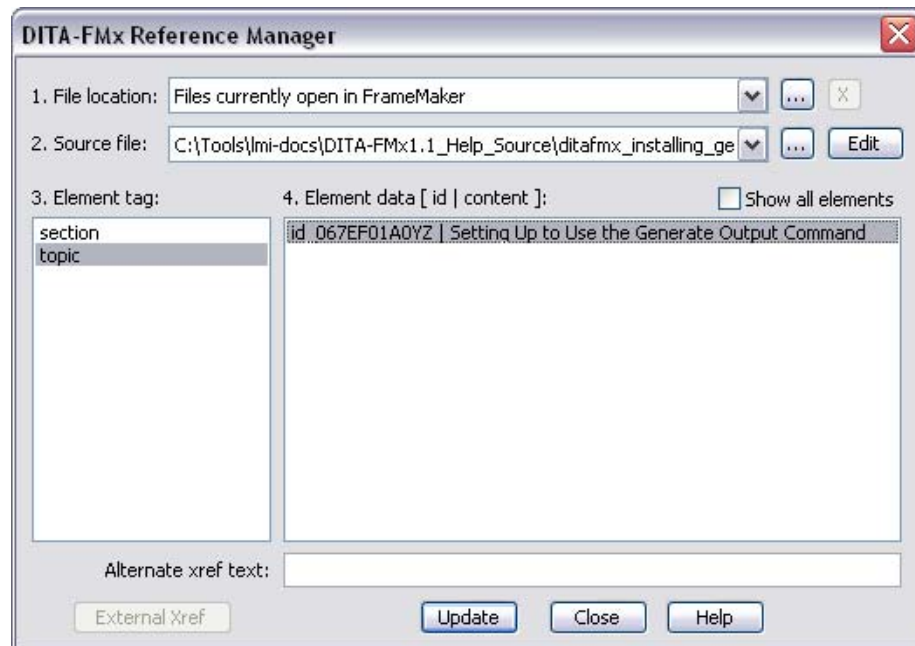 DITA-FMx Reference Manager
1. File location: Files currently open in FrameMaker ... X
2. Source file: C:\Tools\lmi-docs\DITA-FMx1.1_Help_Source\ditafmx_installing_ge ... Edit
3. Element tag: 4. Element data [ id | content ]: Show all elements
section
topic
id_067EF01A0YZ | Setting Up to Use the Generate Output Command
Alternate xref text:
External Xref Update Close Help